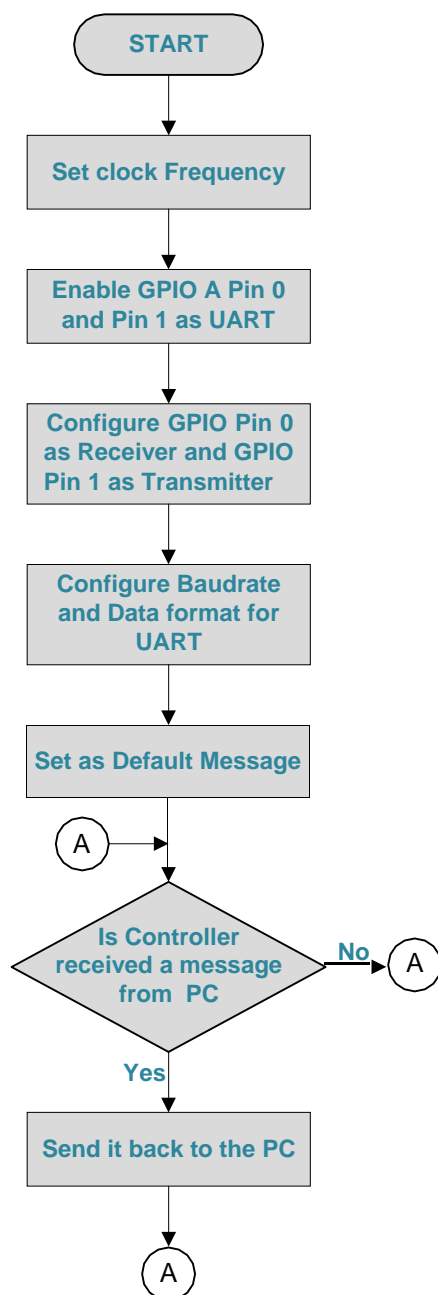 START
Set clock Frequency
Enable GPIO A Pin 0
and Pin 1 as UART
Configure GPIO Pin 0
as Receiver and GPIO
Pin 1 as Transmitter
Configure Baudrate
and Data format for
UART
Set as Default Message
A
Is Controller
received a message
from PC
No
A
Yes
Send it back to the PC
A